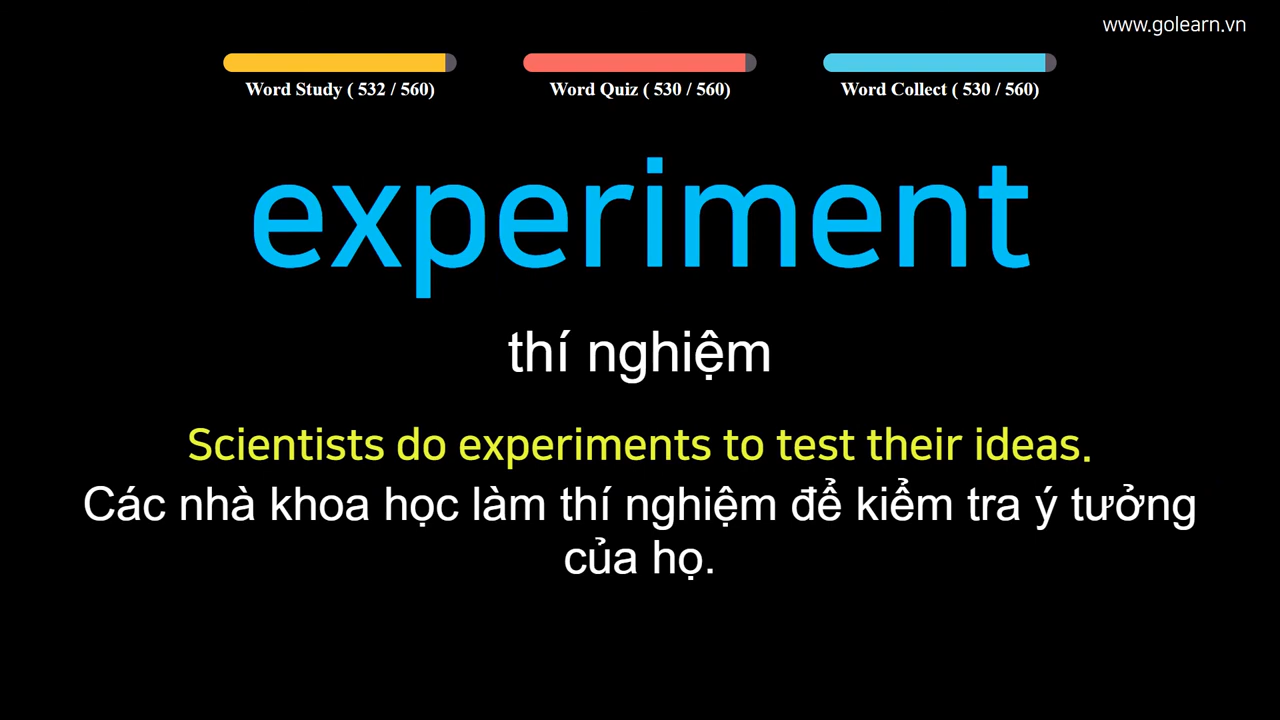 www.golearn.vn
Word Study ( 532 / 560)
Word Quiz ( 530 / 560)
Word Collect ( 530 / 560)
experiment
thí nghiệm
Scientists do experiments to test their ideas.
Các nhà khoa học làm thí nghiệm để kiểm tra ý tưởng
của họ.